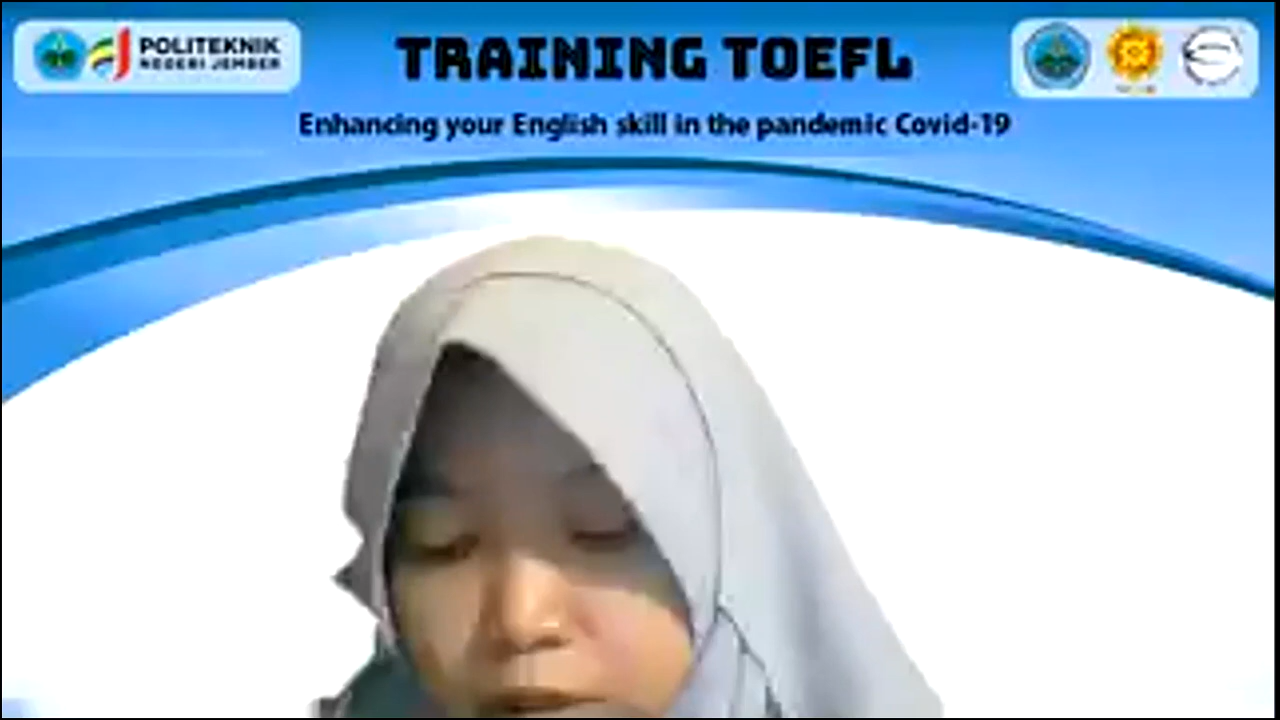 POLITEKNIK
NEGERI JEMBER
TRAINING TOEFL
Enhancing your English skill in the pandemic Covid-19